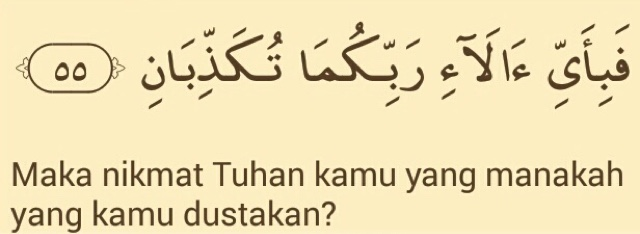 فَبِأَىِّ ءَالَآءِ رَبِّكُمَا تُكَذِّبَانِ ٥٥
Maka nikmat Tuhan kamu yang manakah
yang kamu dustakan?